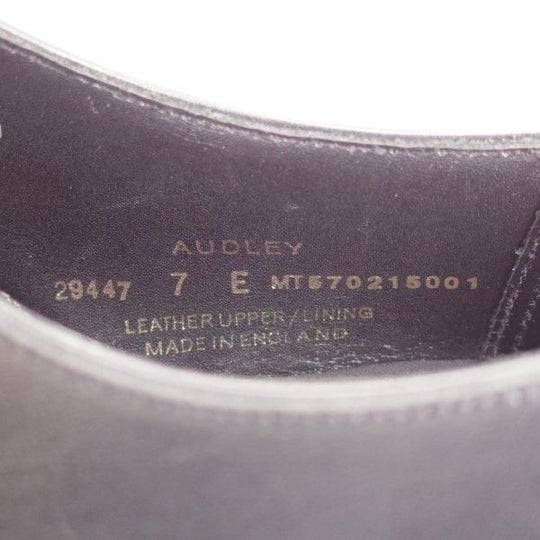 AUDLEY
29447 7 E MT570215001
LEATHER UPPER/LINING
MADE IN ENGLAND